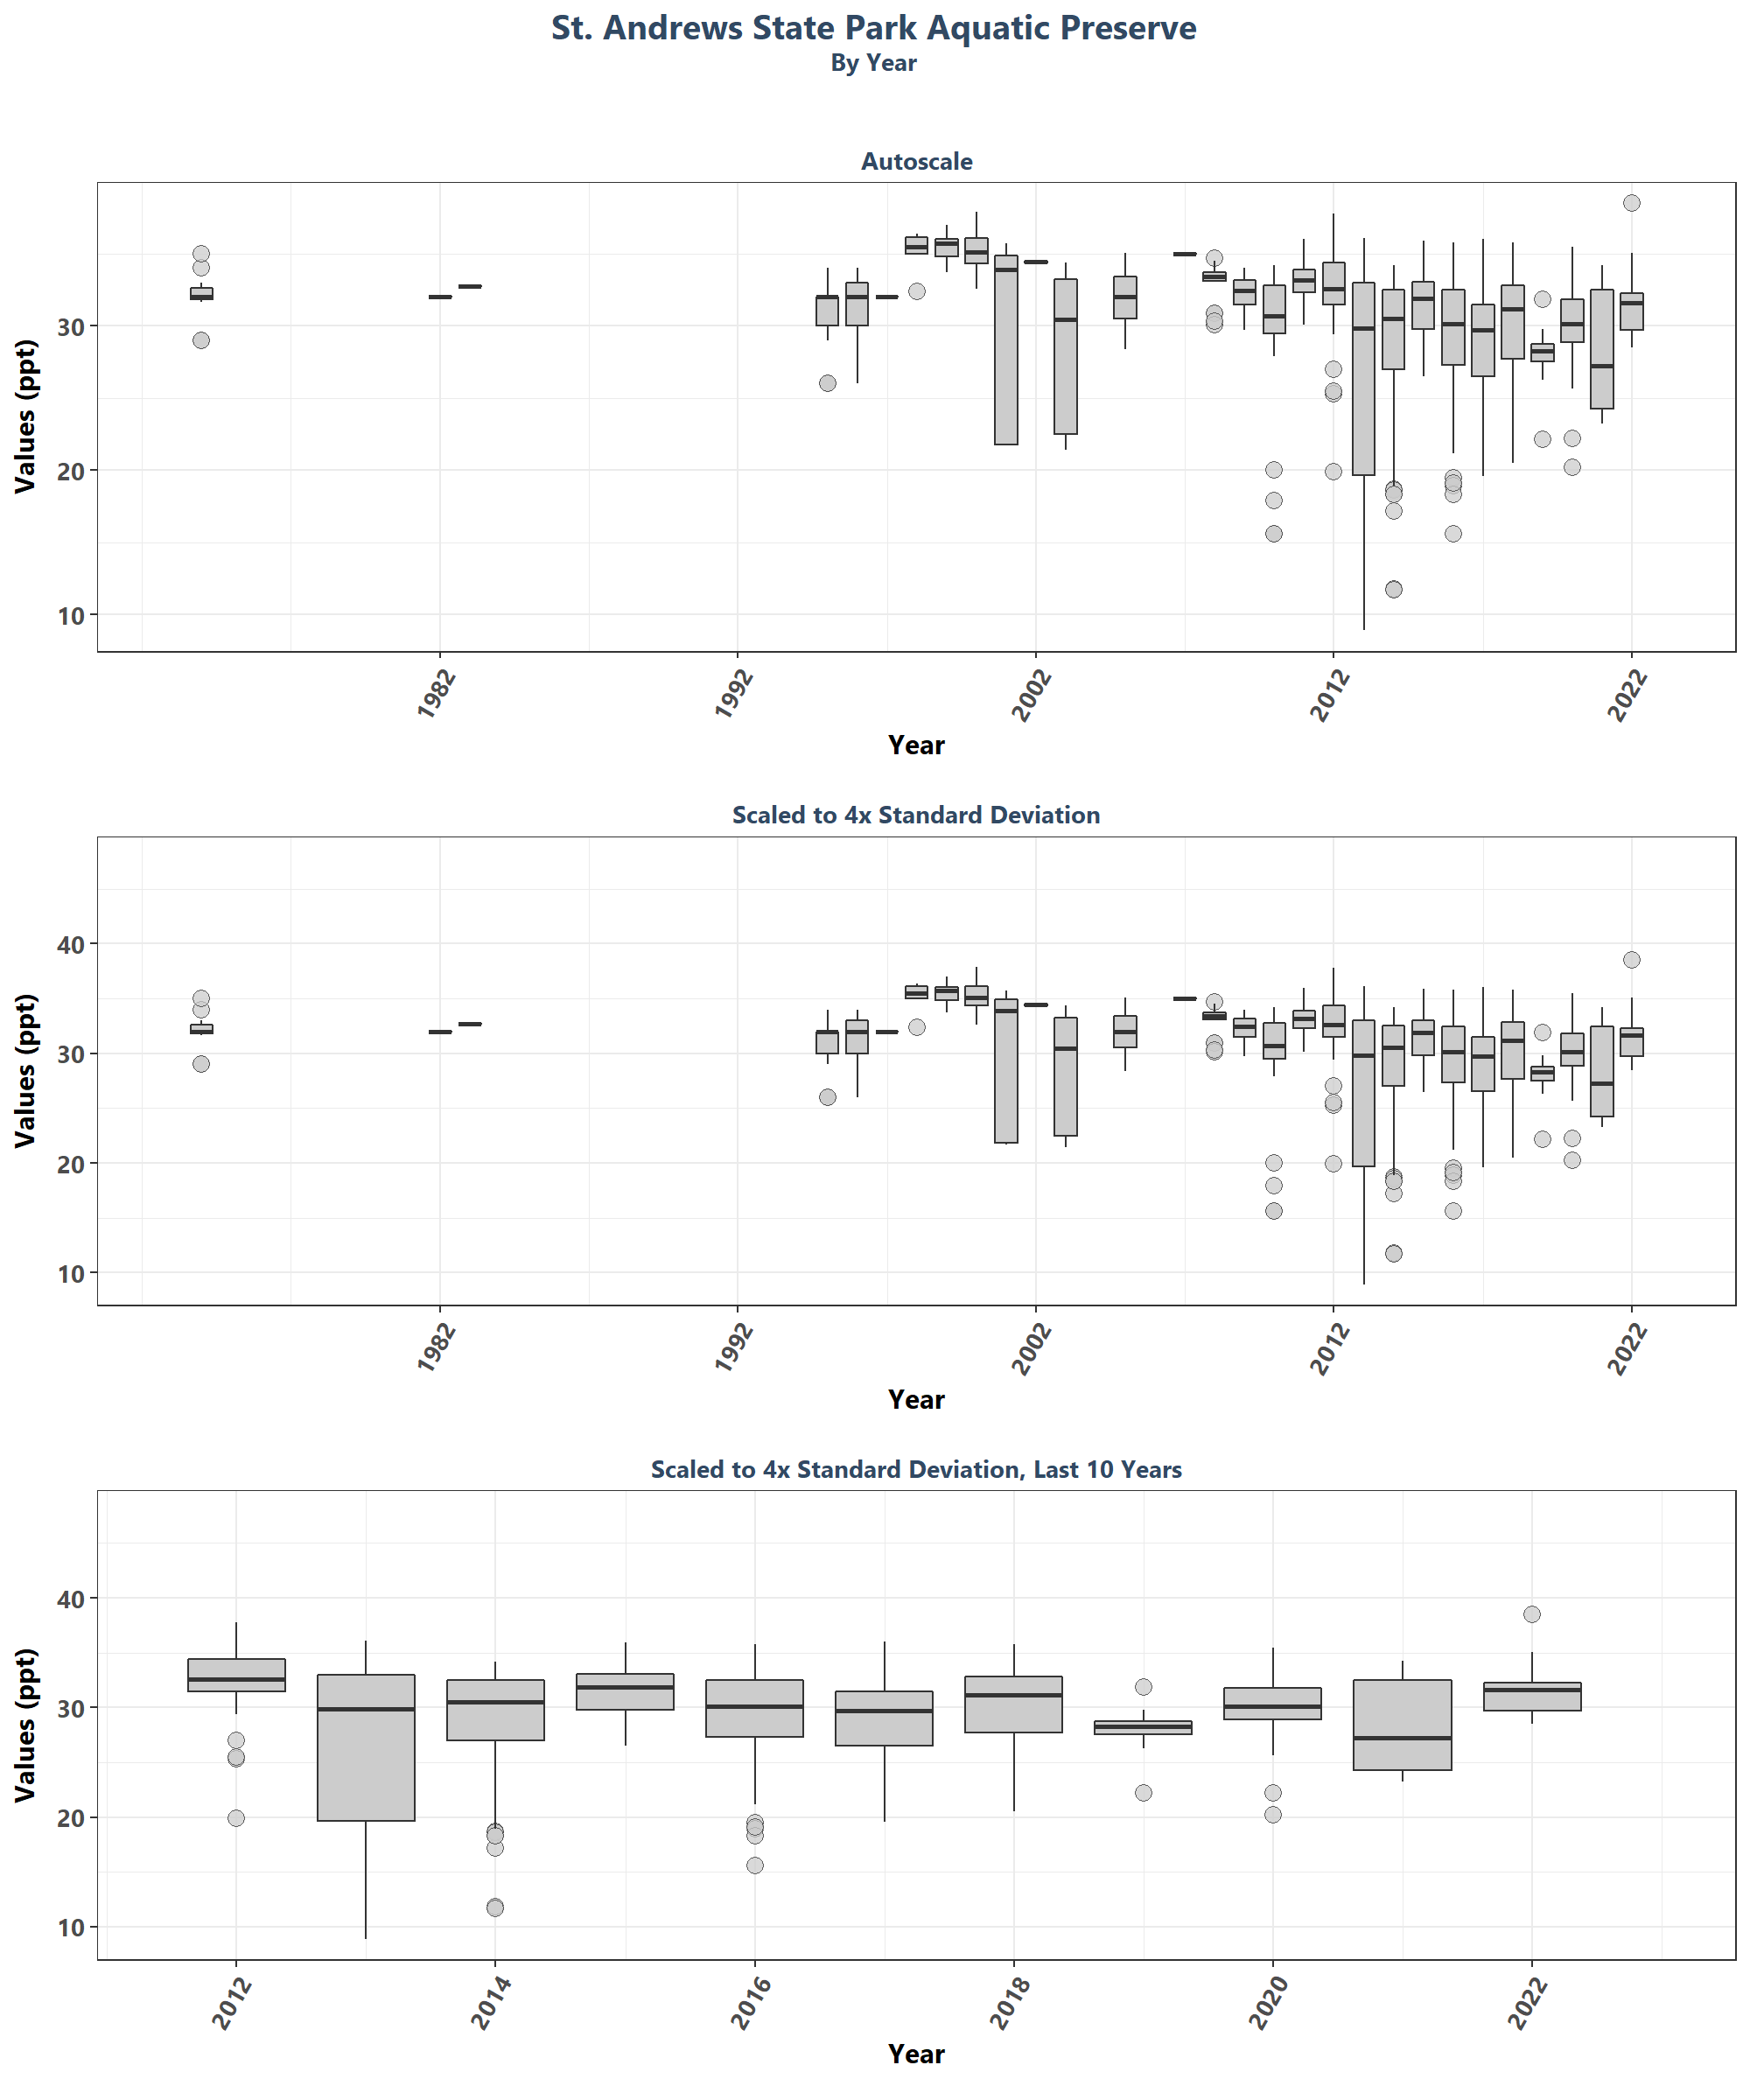 St. Andrews State Park Aquatic Preserve
By Year
Autoscale
Values (ppt)
30
20
10
1982
1992
2002
2012
2022
Year
Scaled to 4x Standard Deviation
Values (ppt)
40
30
20
10
1982
1992
2002
2012
2022
Year
Scaled to 4x Standard Deviation, Last 10 Years
Values (ppt)
40
30
20
10
2012
2014
2016
2018
2020
2022
Year